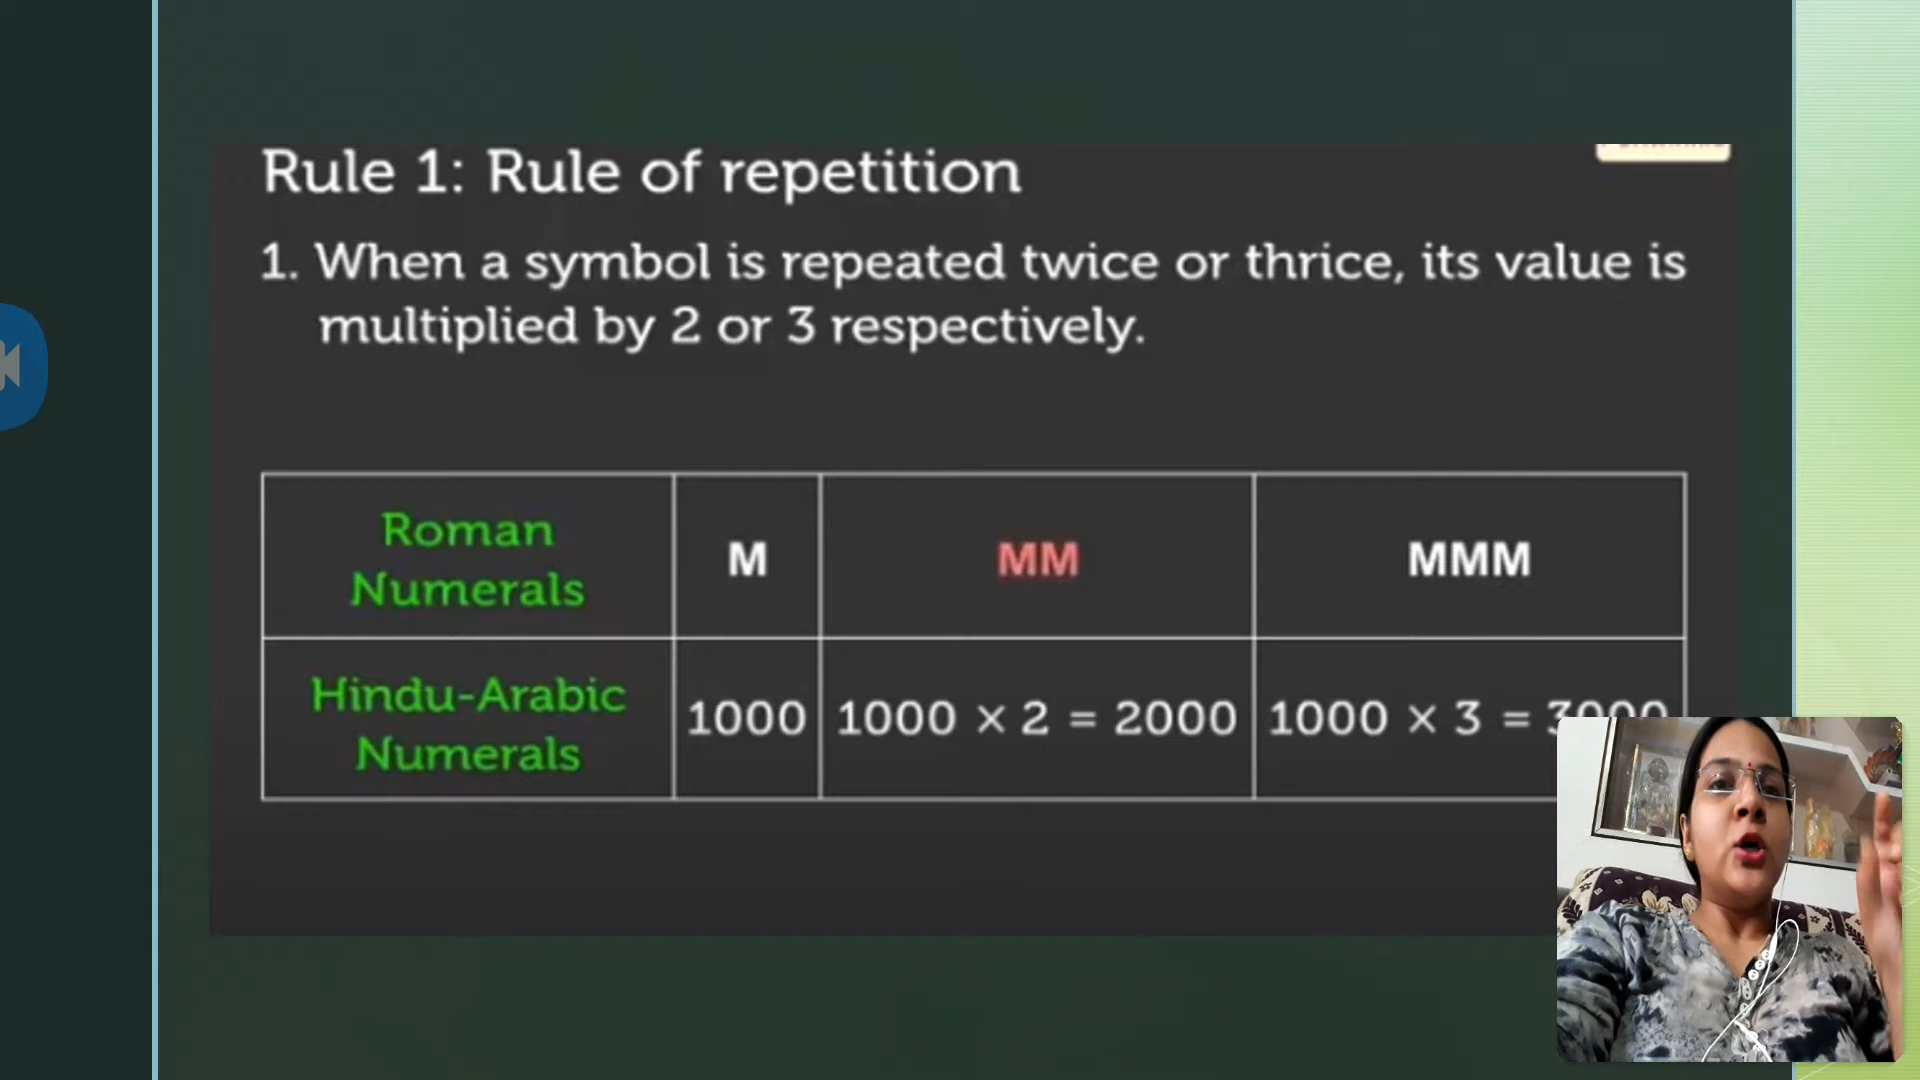 Rule 1: Rule of repetition
1. When a symbol is repeated twice or thrice, its value is
multiplied by 2 or 3 respectively.
Roman
Numerals
M
MM
MMM
Hindu-Arabic
Numerals
1000
1000 × 2 = 2000
1000 × 3 = 3000